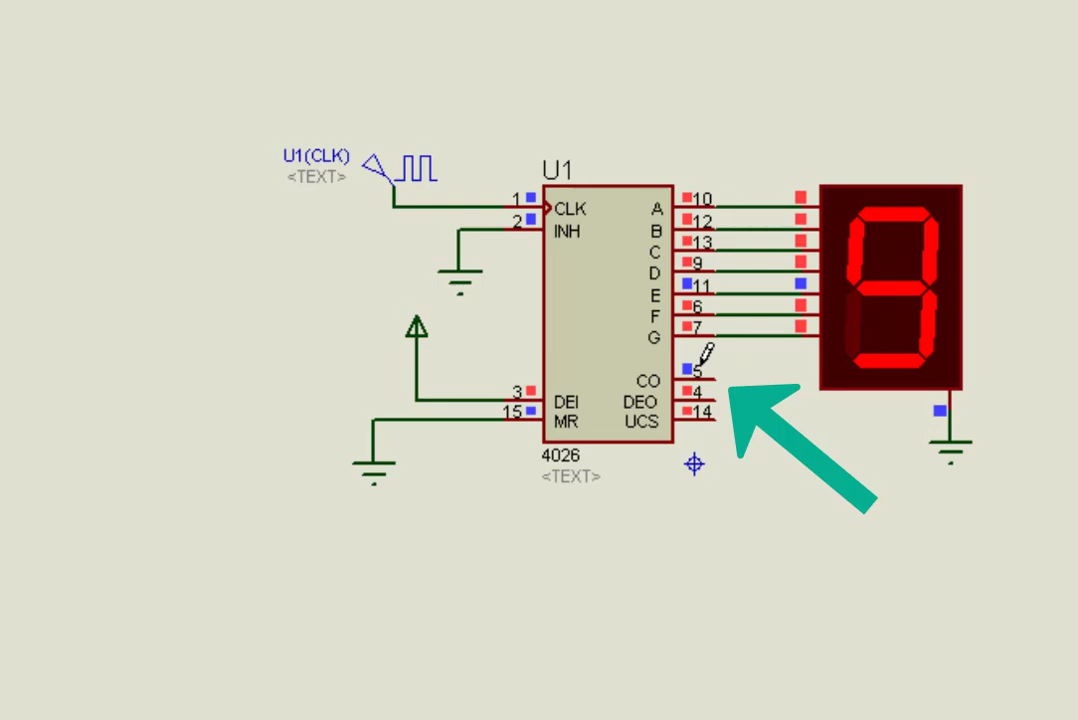 U1(CLK)
<TEXT>
U1
1 CLK A 10
2 INH B 12
C 13
D 9
E 11
F 6
G 7
CO 5
3 DEI DEO 4
15 MR UCS 14
4026
<TEXT>